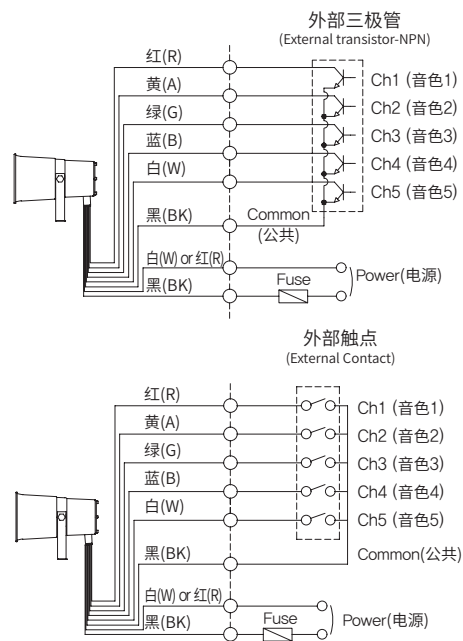 外部三极管
(External transistor-NPN)
红(R)
黄(A)
绿(G)
蓝(B)
白(W)
黑(BK)
白(W) or 红(R)
黑(BK)
Ch1 (音色1)
Ch2 (音色2)
Ch3 (音色3)
Ch4 (音色4)
Ch5 (音色5)
Common
(公共)
Fuse
Power(电源)
外部触点
(External Contact)
红(R)
黄(A)
绿(G)
蓝(B)
白(W)
黑(BK)
白(W) or 红(R)
黑(BK)
Ch1 (音色1)
Ch2 (音色2)
Ch3 (音色3)
Ch4 (音色4)
Ch5 (音色5)
Common(公共)
Fuse
Power(电源)